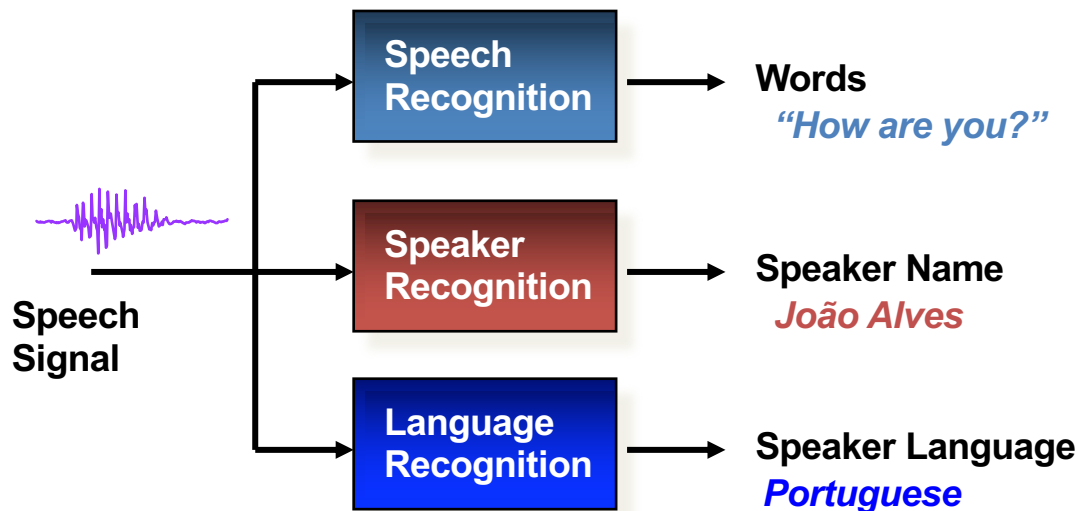 Speech
Recognition
Words
“How are you?”
Speech
Signal
Speaker
Recognition
Speaker Name
João Alves
Language
Recognition
Speaker Language
Portuguese